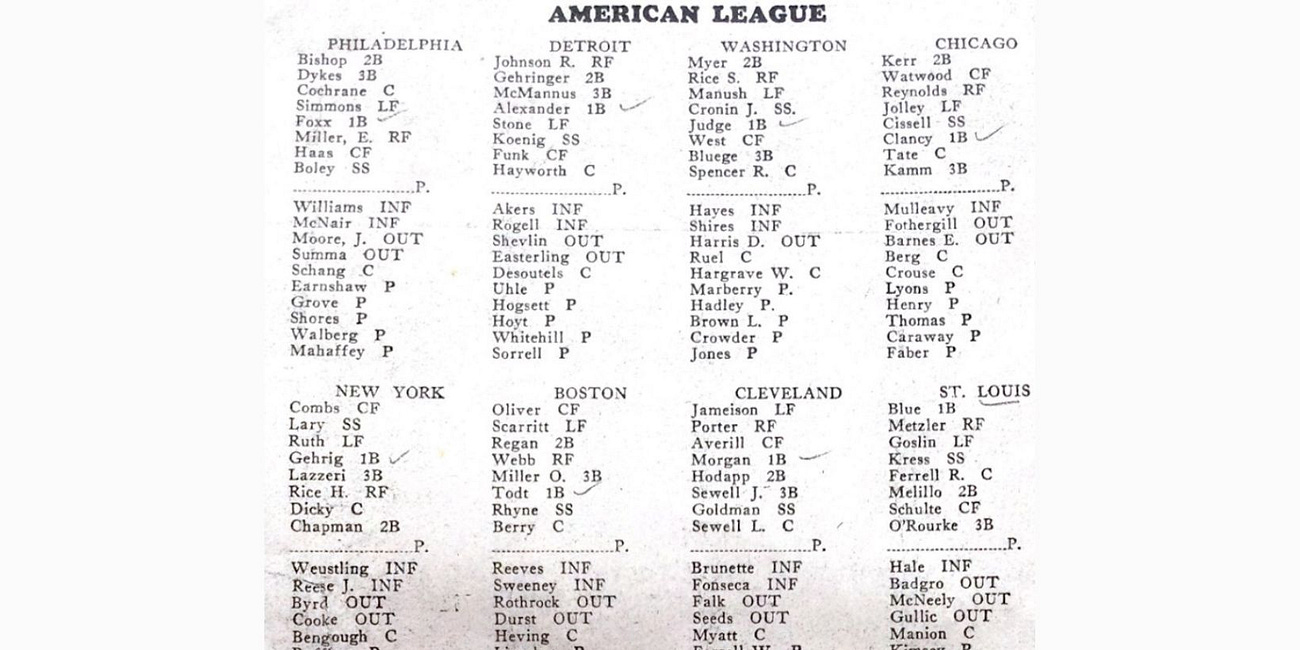 AMERICAN LEAGUE
PHILADELPHIA
Bishop 2B
Dykes 3B
Cochrane C
Simmons LF
Foxx 1B
Miller, E. RF
Haas CF
Boley SS
........................P.
Williams INF
McNair INF
Moore, J. OUT
Summa OUT
Schang C
Earnshaw P
Grove P
Shores P
Walberg P
Mahaffey P
DETROIT
Johnson R. RF
Gehringer 2B
McMannus 3B
Alexander 1B
Stone LF
Koenig SS
Funk CF
Hayworth C
........................P.
Akers INF
Rogell INF
Shevlin OUT
Easterling OUT
Desoutels C
Uhle P
Hogsett P
Hoyt P
Whitehill P
Sorrell P
WASHINGTON
Myer 2B
Rice S. RF
Manush LF
Cronin J. SS.
Judge 1B
West CF
Bluege 3B
Spencer R. C
........................P.
Hayes INF
Shires INF
Harris D. OUT
Ruel C
Hargrave W. C
Marberry P.
Hadley P.
Brown L. P
Crowder P
Jones P
CHICAGO
Kerr 2B
Watwood CF
Reynolds RF
Jolley LF
Cissell SS
Clancy 1B
Tate C
Kamm 3B
........................P.
Mulleavy INF
Fothergill OUT
Barnes E. OUT
Berg C
Crouse C
Lyons P
Henry P
Thomas P
Caraway P
Faber P
NEW YORK
Combs CF
Lary SS
Ruth LF
Gehrig 1B
Lazzeri 3B
Rice H. RF
Dicky C
Chapman 2B
........................P.
Weustling INF
Reese J. INF
Byrd OUT
Cooke OUT
Bengough C
BOSTON
Oliver CF
Scarritt LF
Regan 2B
Webb RF
Miller O. 3B
Todt 1B
Rhyne SS
Berry C
........................P.
Reeves INF
Sweeney INF
Rothrock OUT
Durst OUT
Heving C
CLEVELAND
Jameison LF
Porter RF
Averill CF
Morgan 1B
Hodapp 2B
Sewell J. 3B
Goldman SS
Sewell L. C
........................P.
Brunette INF
Fonseca INF
Falk OUT
Seeds OUT
Myatt C
ST. LOUIS
Blue 1B
Metzler RF
Goslin LF
Kress SS
Ferrell R. C
Melillo 2B
Schulte CF
O'Rourke 3B
........................P.
Hale INF
Badgro OUT
McNeely OUT
Gullic OUT
Manion C